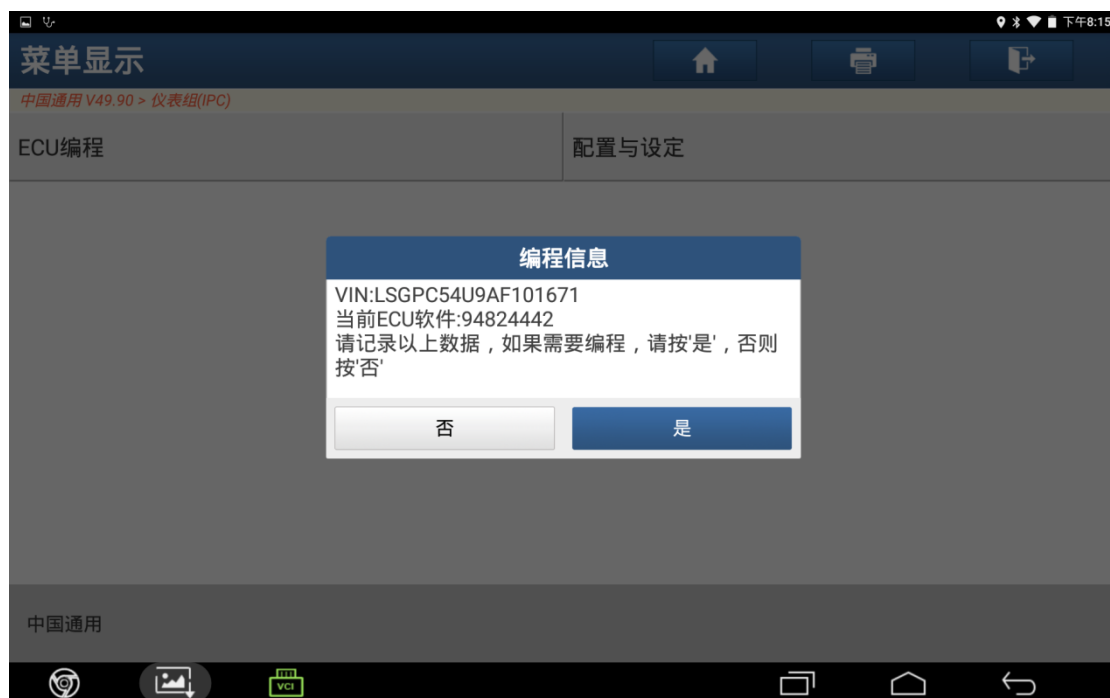 下午8:15
菜单显示
中国通用 V49.90 > 仪表组(IPC)
ECU编程
配置与设定
编程信息
VIN:LSGPC54U9AF101671
当前ECU软件:94824442
请记录以上数据，如果需要编程，请按'是'，否则
按'否'
否
是
中国通用
VCI